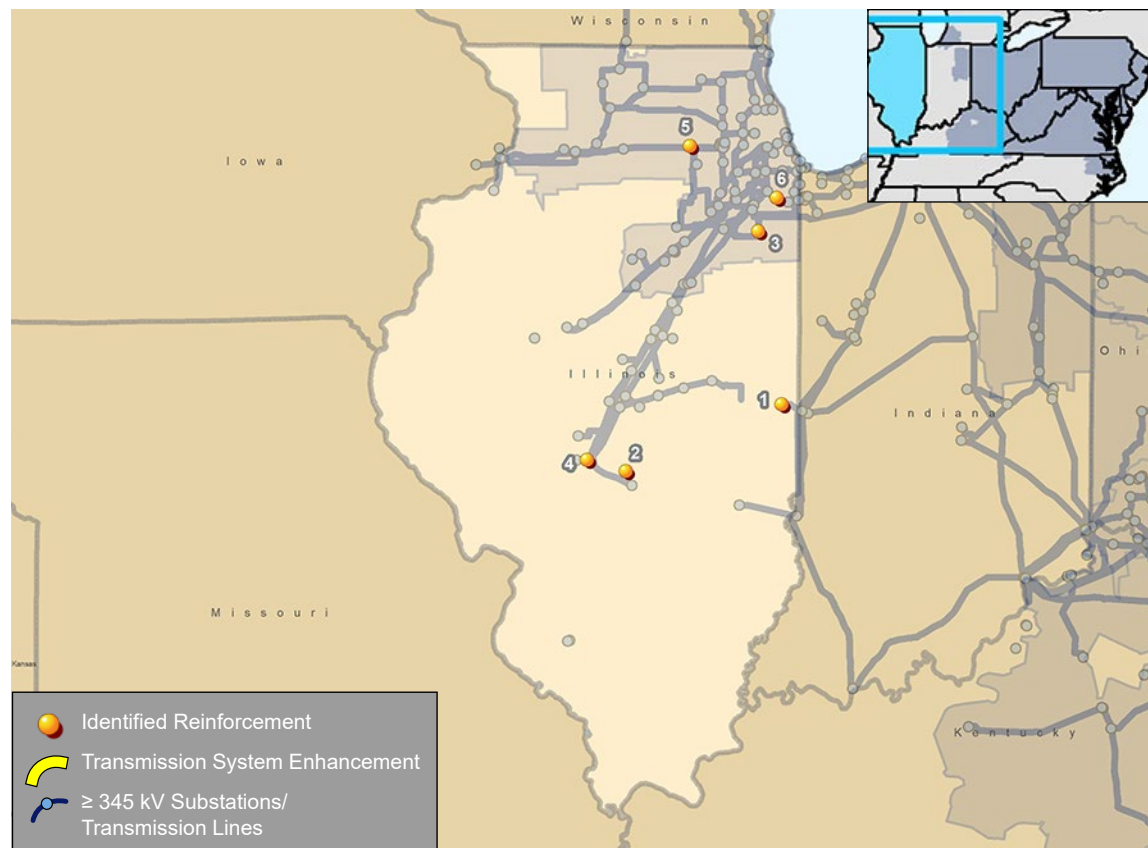 Wisconsin
Iowa
5
6
3
Illinois
Ohi
1
Indiana
4
2
Missouri
Kansas
Kentucky
Identified Reinforcement
Transmission System Enhancement
≥ 345 kV Substations/
Transmission Lines